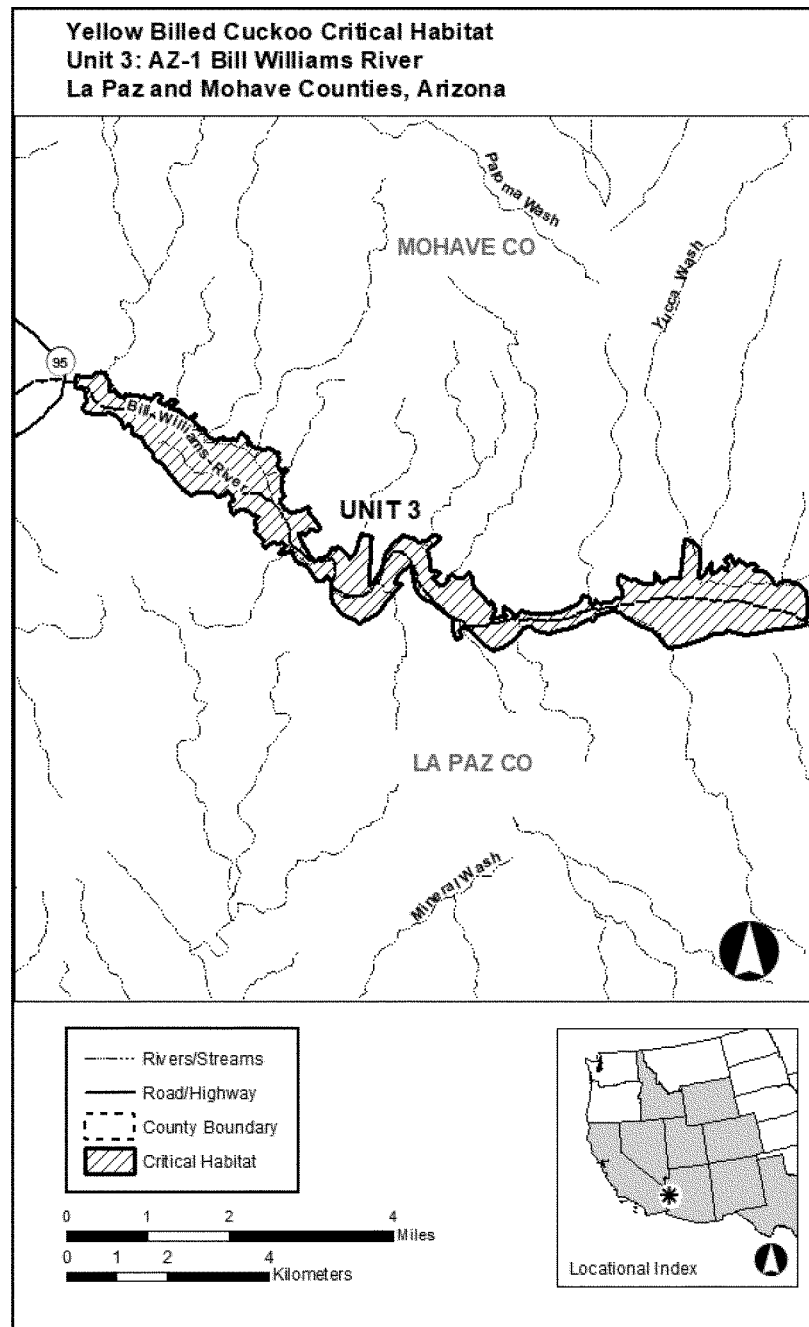 Yellow Billed Cuckoo Critical Habitat
Unit 3: AZ-1 Bill Williams River
La Paz and Mohave Counties, Arizona
Paloma Wash
MOHAVE CO
Yucca Wash
95
Bill Williams River
UNIT 3
LA PAZ CO
Mineral Wash
Rivers/Streams
Road/Highway
County Boundary
Critical Habitat
0 1 2 4
Miles
0 1 2 4
Kilometers
Locational Index